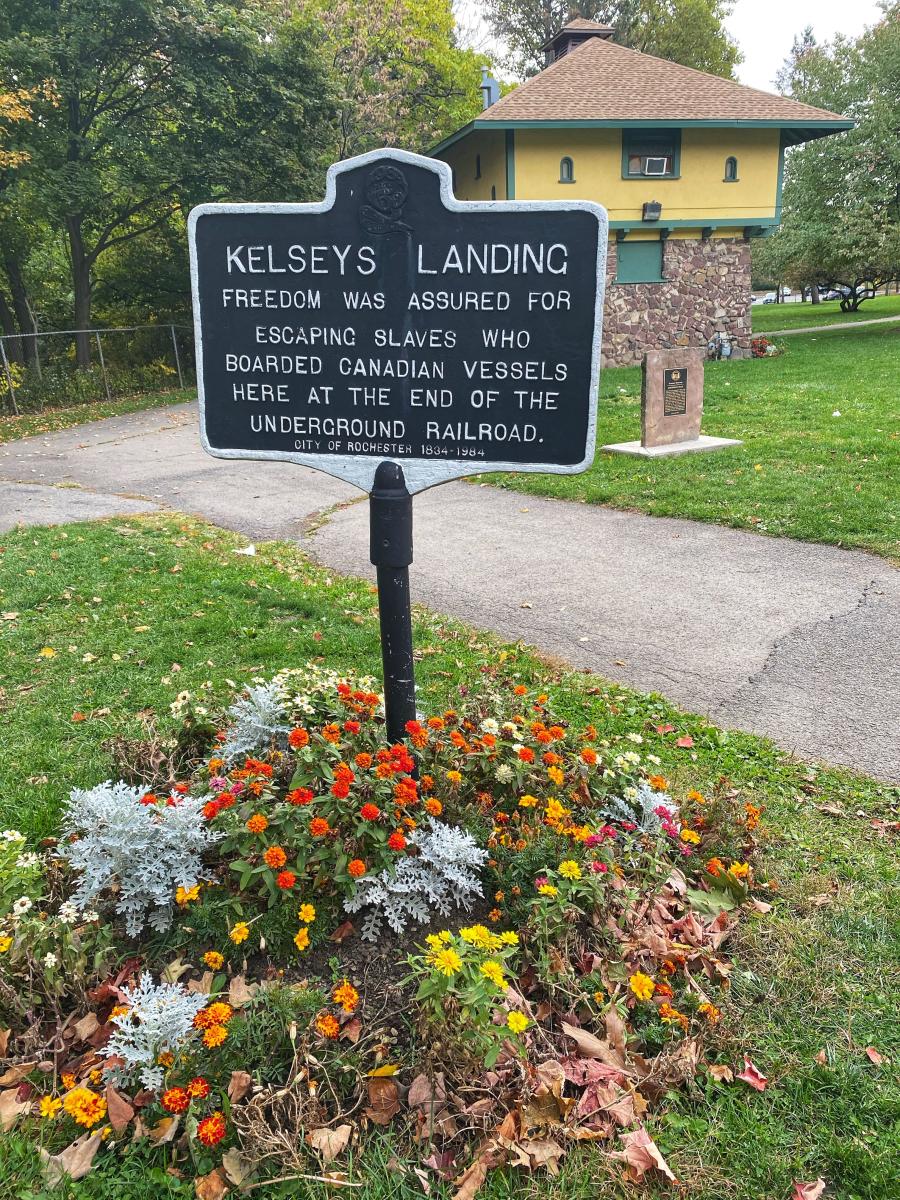 KELSEYS LANDING
FREEDOM WAS ASSURED FOR
ESCAPING SLAVES WHO
BOARDED CANADIAN VESSELS
HERE AT THE END OF THE
UNDERGROUND RAILROAD.
CITY OF ROCHESTER 1834-1984